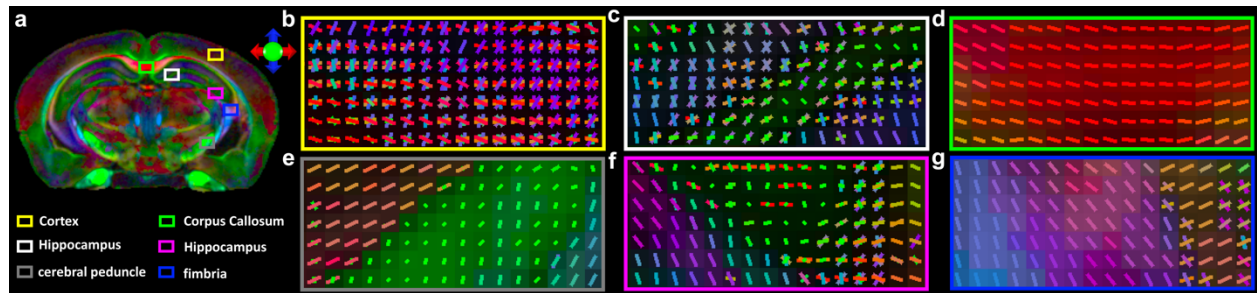 a
b
c
d
Cortex
Corpus Callosum
Hippocampus
Hippocampus
cerebral peduncle
fimbria
e
f
g